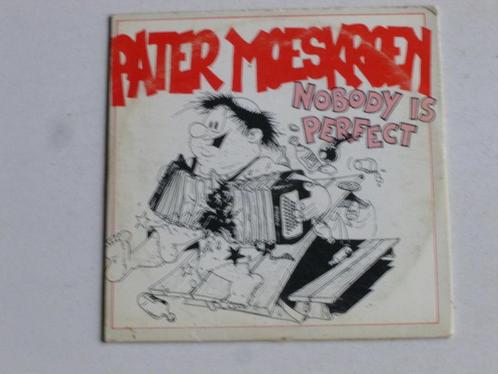 PATER MOESKROEN
NOBODY IS
PERFECT